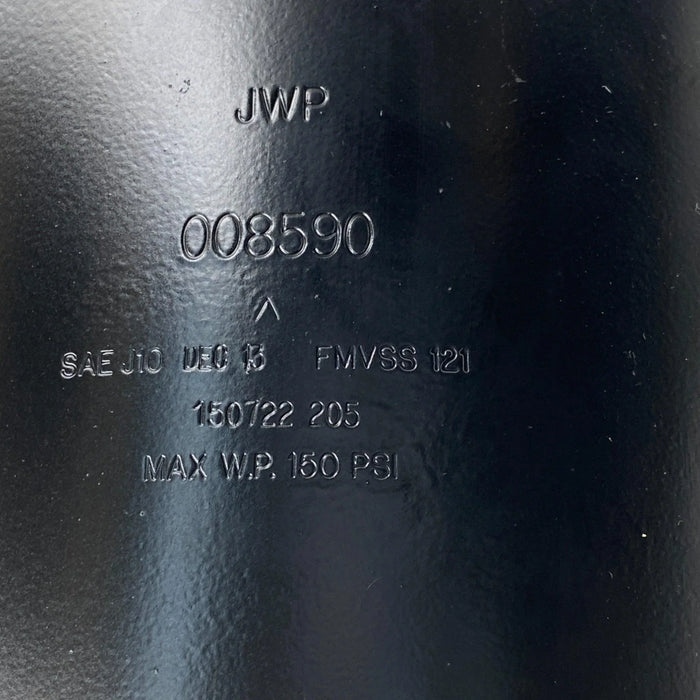 JWP
008590
^
SAE J10 DEC 13 FMVSS 121
150722 205
MAX W.P. 150 PSI